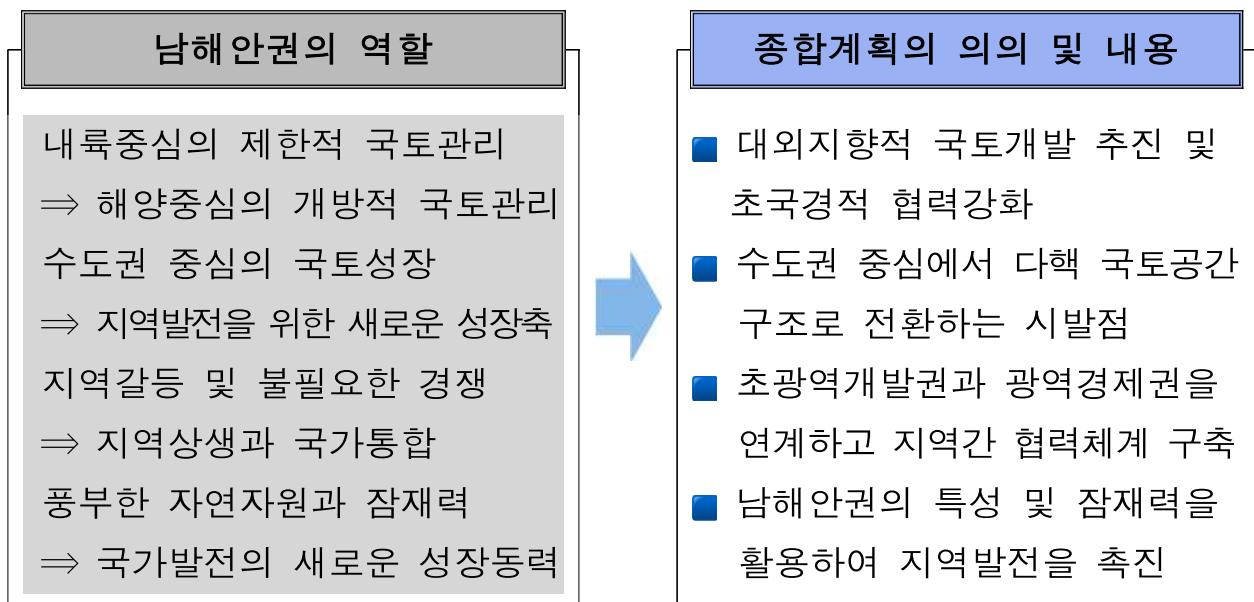 남해안권의 역할
내륙중심의 제한적 국토관리
⇒ 해양중심의 개방적 국토관리
수도권 중심의 국토성장
⇒ 지역발전을 위한 새로운 성장축
지역갈등 및 불필요한 경쟁
⇒ 지역상생과 국가통합
풍부한 자연자원과 잠재력
⇒ 국가발전의 새로운 성장동력
종합계획의 의의 및 내용
대외지향적 국토개발 추진 및
초국경적 협력강화
수도권 중심에서 다핵 국토공간
구조로 전환하는 시발점
초광역개발권과 광역경제권을
연계하고 지역간 협력체계 구축
남해안권의 특성 및 잠재력을
활용하여 지역발전을 촉진